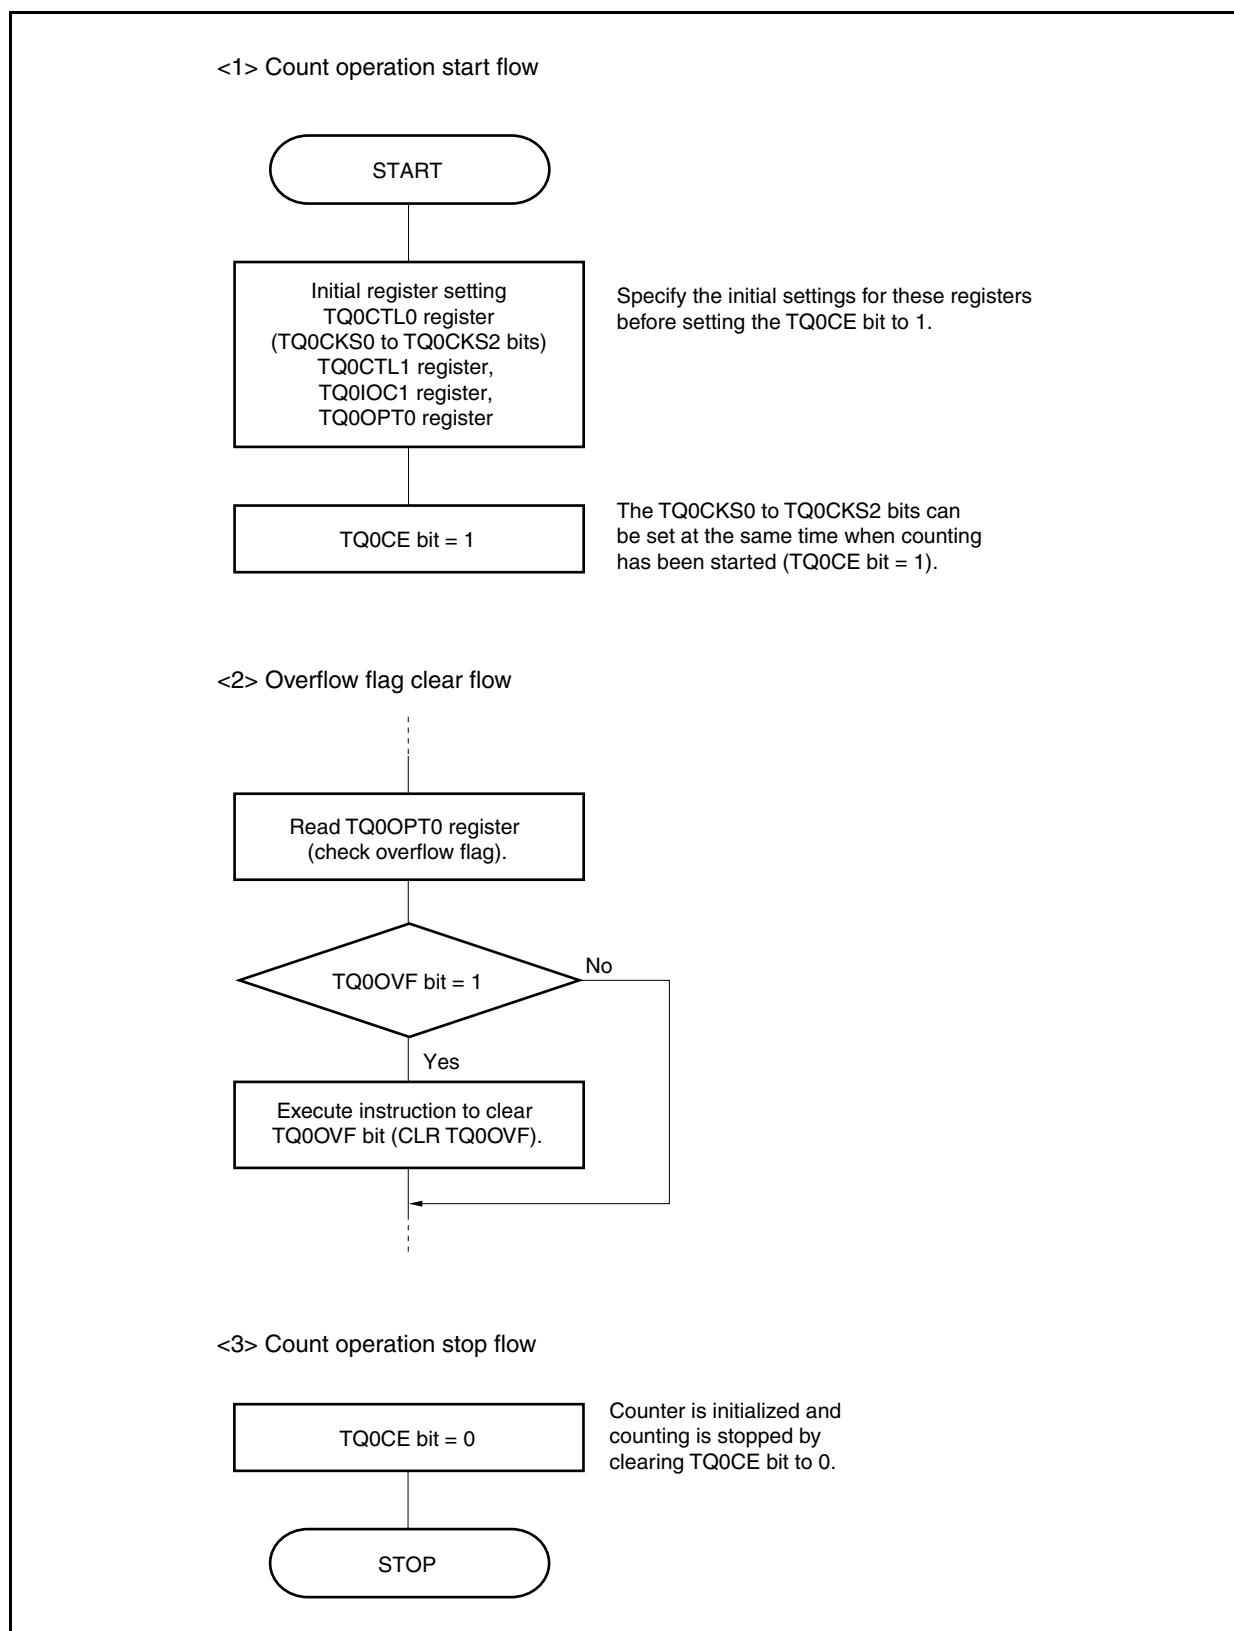 <1> Count operation start flow
START
Initial register setting
TQ0CTL0 register
(TQ0CKS0 to TQ0CKS2 bits)
TQ0CTL1 register,
TQ0IOC1 register,
TQ0OPT0 register
Specify the initial settings for these registers
before setting the TQ0CE bit to 1.
TQ0CE bit = 1
The TQ0CKS0 to TQ0CKS2 bits can
be set at the same time when counting
has been started (TQ0CE bit = 1).
<2> Overflow flag clear flow
Read TQ0OPT0 register
(check overflow flag).
TQ0OVF bit = 1
No
Yes
Execute instruction to clear
TQ0OVF bit (CLR TQ0OVF).
<3> Count operation stop flow
TQ0CE bit = 0
Counter is initialized and
counting is stopped by
clearing TQ0CE bit to 0.
STOP